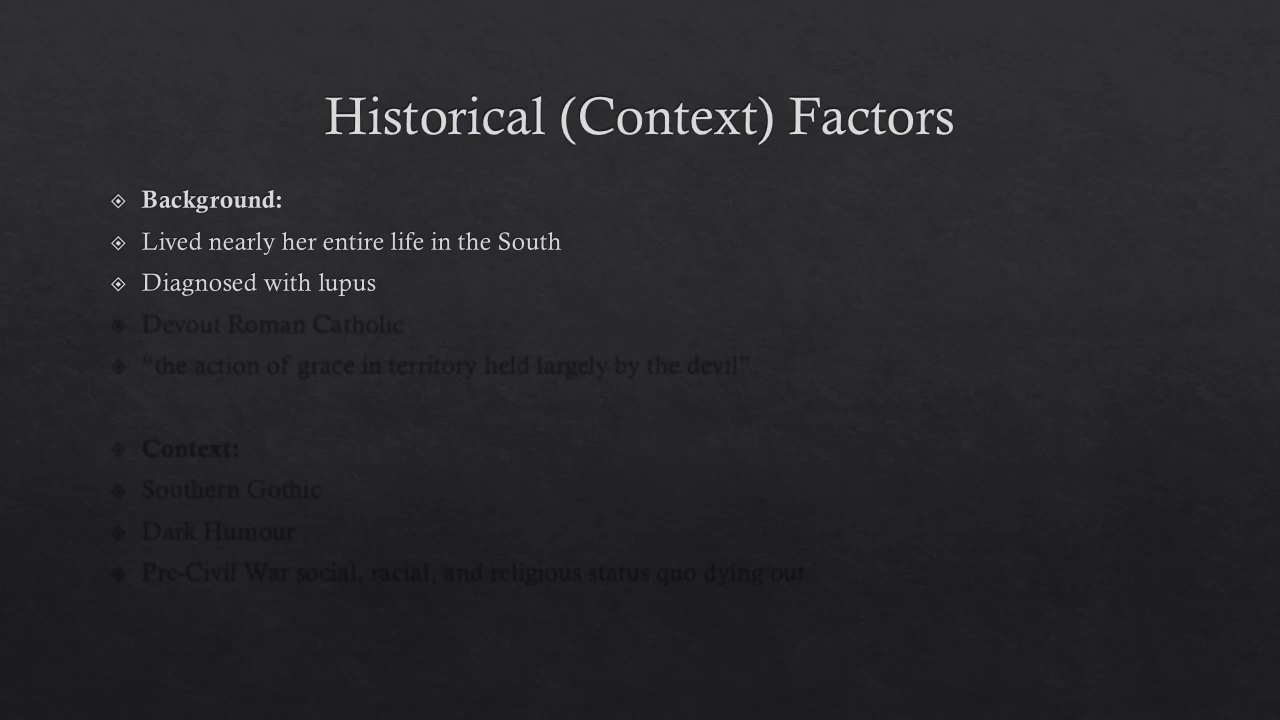 Historical (Context) Factors
Background:
Lived nearly her entire life in the South
Diagnosed with lupus
Devout Roman Catholic
“the action of grace in territory held largely by the devil”
Context:
Southern Gothic
Dark Humour
Pre-Civil War social, racial, and religious status quo dying out